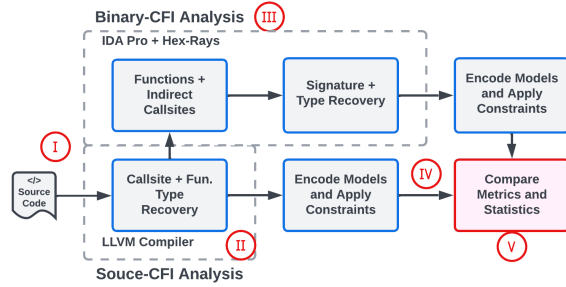 Binary-CFI Analysis
III
IDA Pro + Hex-Rays
Functions +
Indirect
Callsites
Signature +
Type Recovery
Encode Models
and Apply
Constraints
I
</>
Source
Code
Callsite + Fun.
Type
Recovery
Encode Models
and Apply
Constraints
IV
Compare
Metrics and
Statistics
LLVM Compiler
II
V
Souce-CFI Analysis